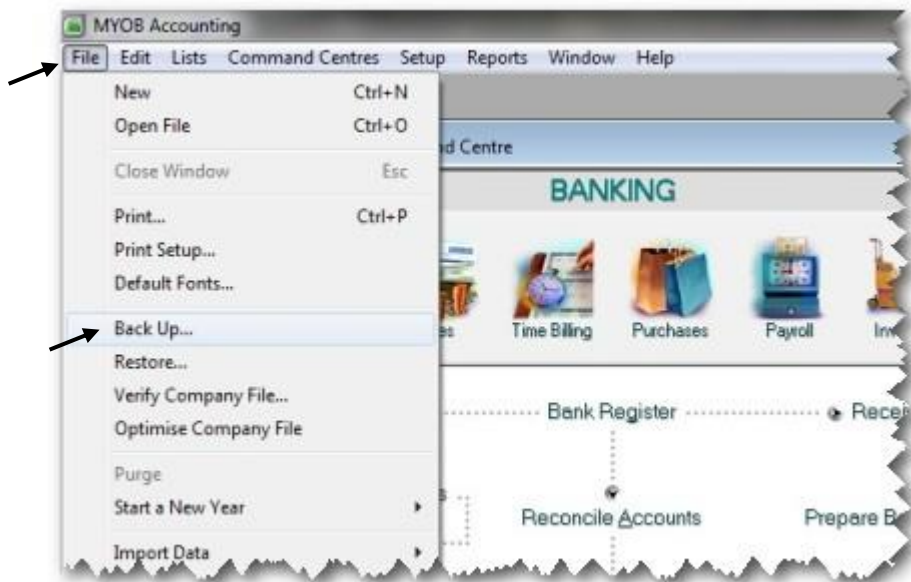 MYOB Accounting
File Edit Lists Command Centres Setup Reports Window Help
New Ctrl+N
Open File Ctrl+O
Centre
Close Window Esc
BANKING
Print... Ctrl+P
Print Setup...
Default Fonts...
Time Billing Purchases Payroll
Back Up...
Restore...
Verify Company File...
Bank Register
Optimise Company File
Purge
Start a New Year
Reconcile Accounts Prepare
Import Data